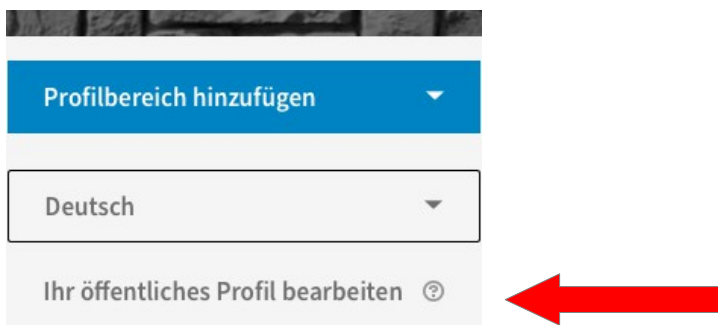 Profilbereich hinzufügen
Deutsch
Ihr öffentliches Profil bearbeiten